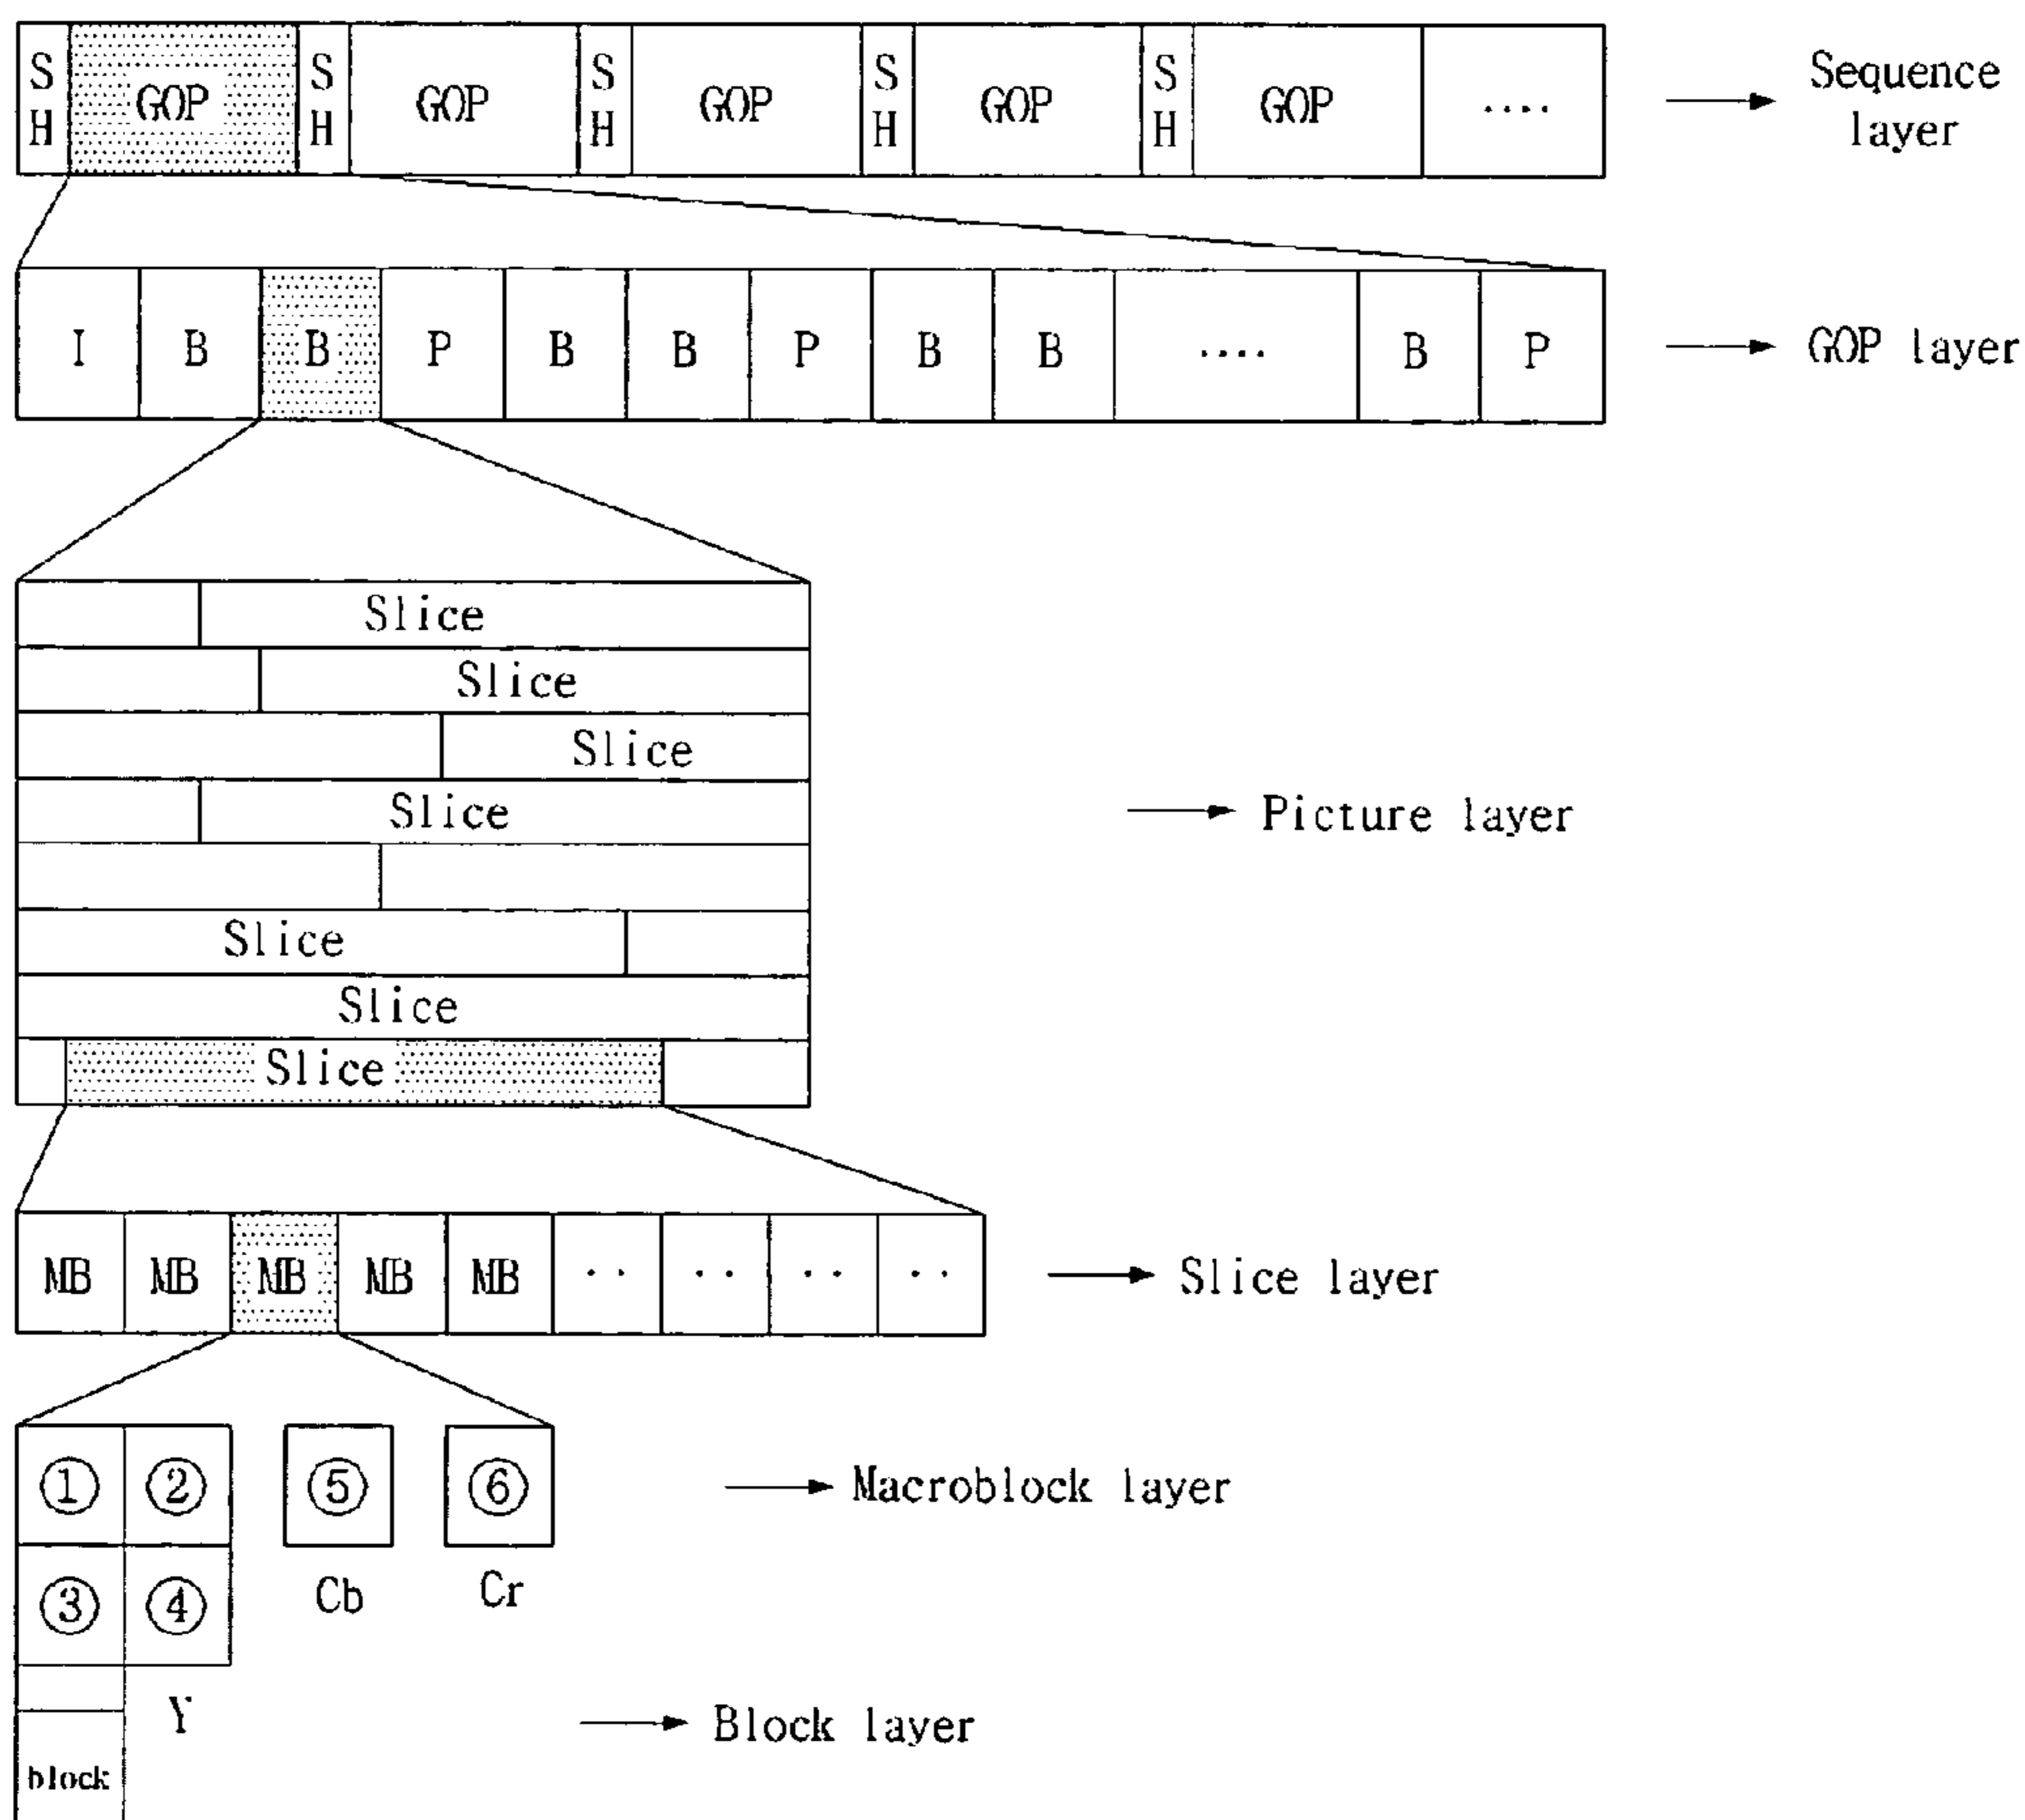 S H GOP S H GOP S H GOP S H GOP S H GOP ....
Sequence
layer
I B B P B B P B B .... B P
GOP layer
Slice
Slice
Slice
Slice
Picture layer
Slice
Slice
Slice
MB MB MB MB MB .. .. .. ..
Slice layer
① ② ⑤ ⑥
Macroblock layer
③ ④
Cb Cr
Y
Block layer
block